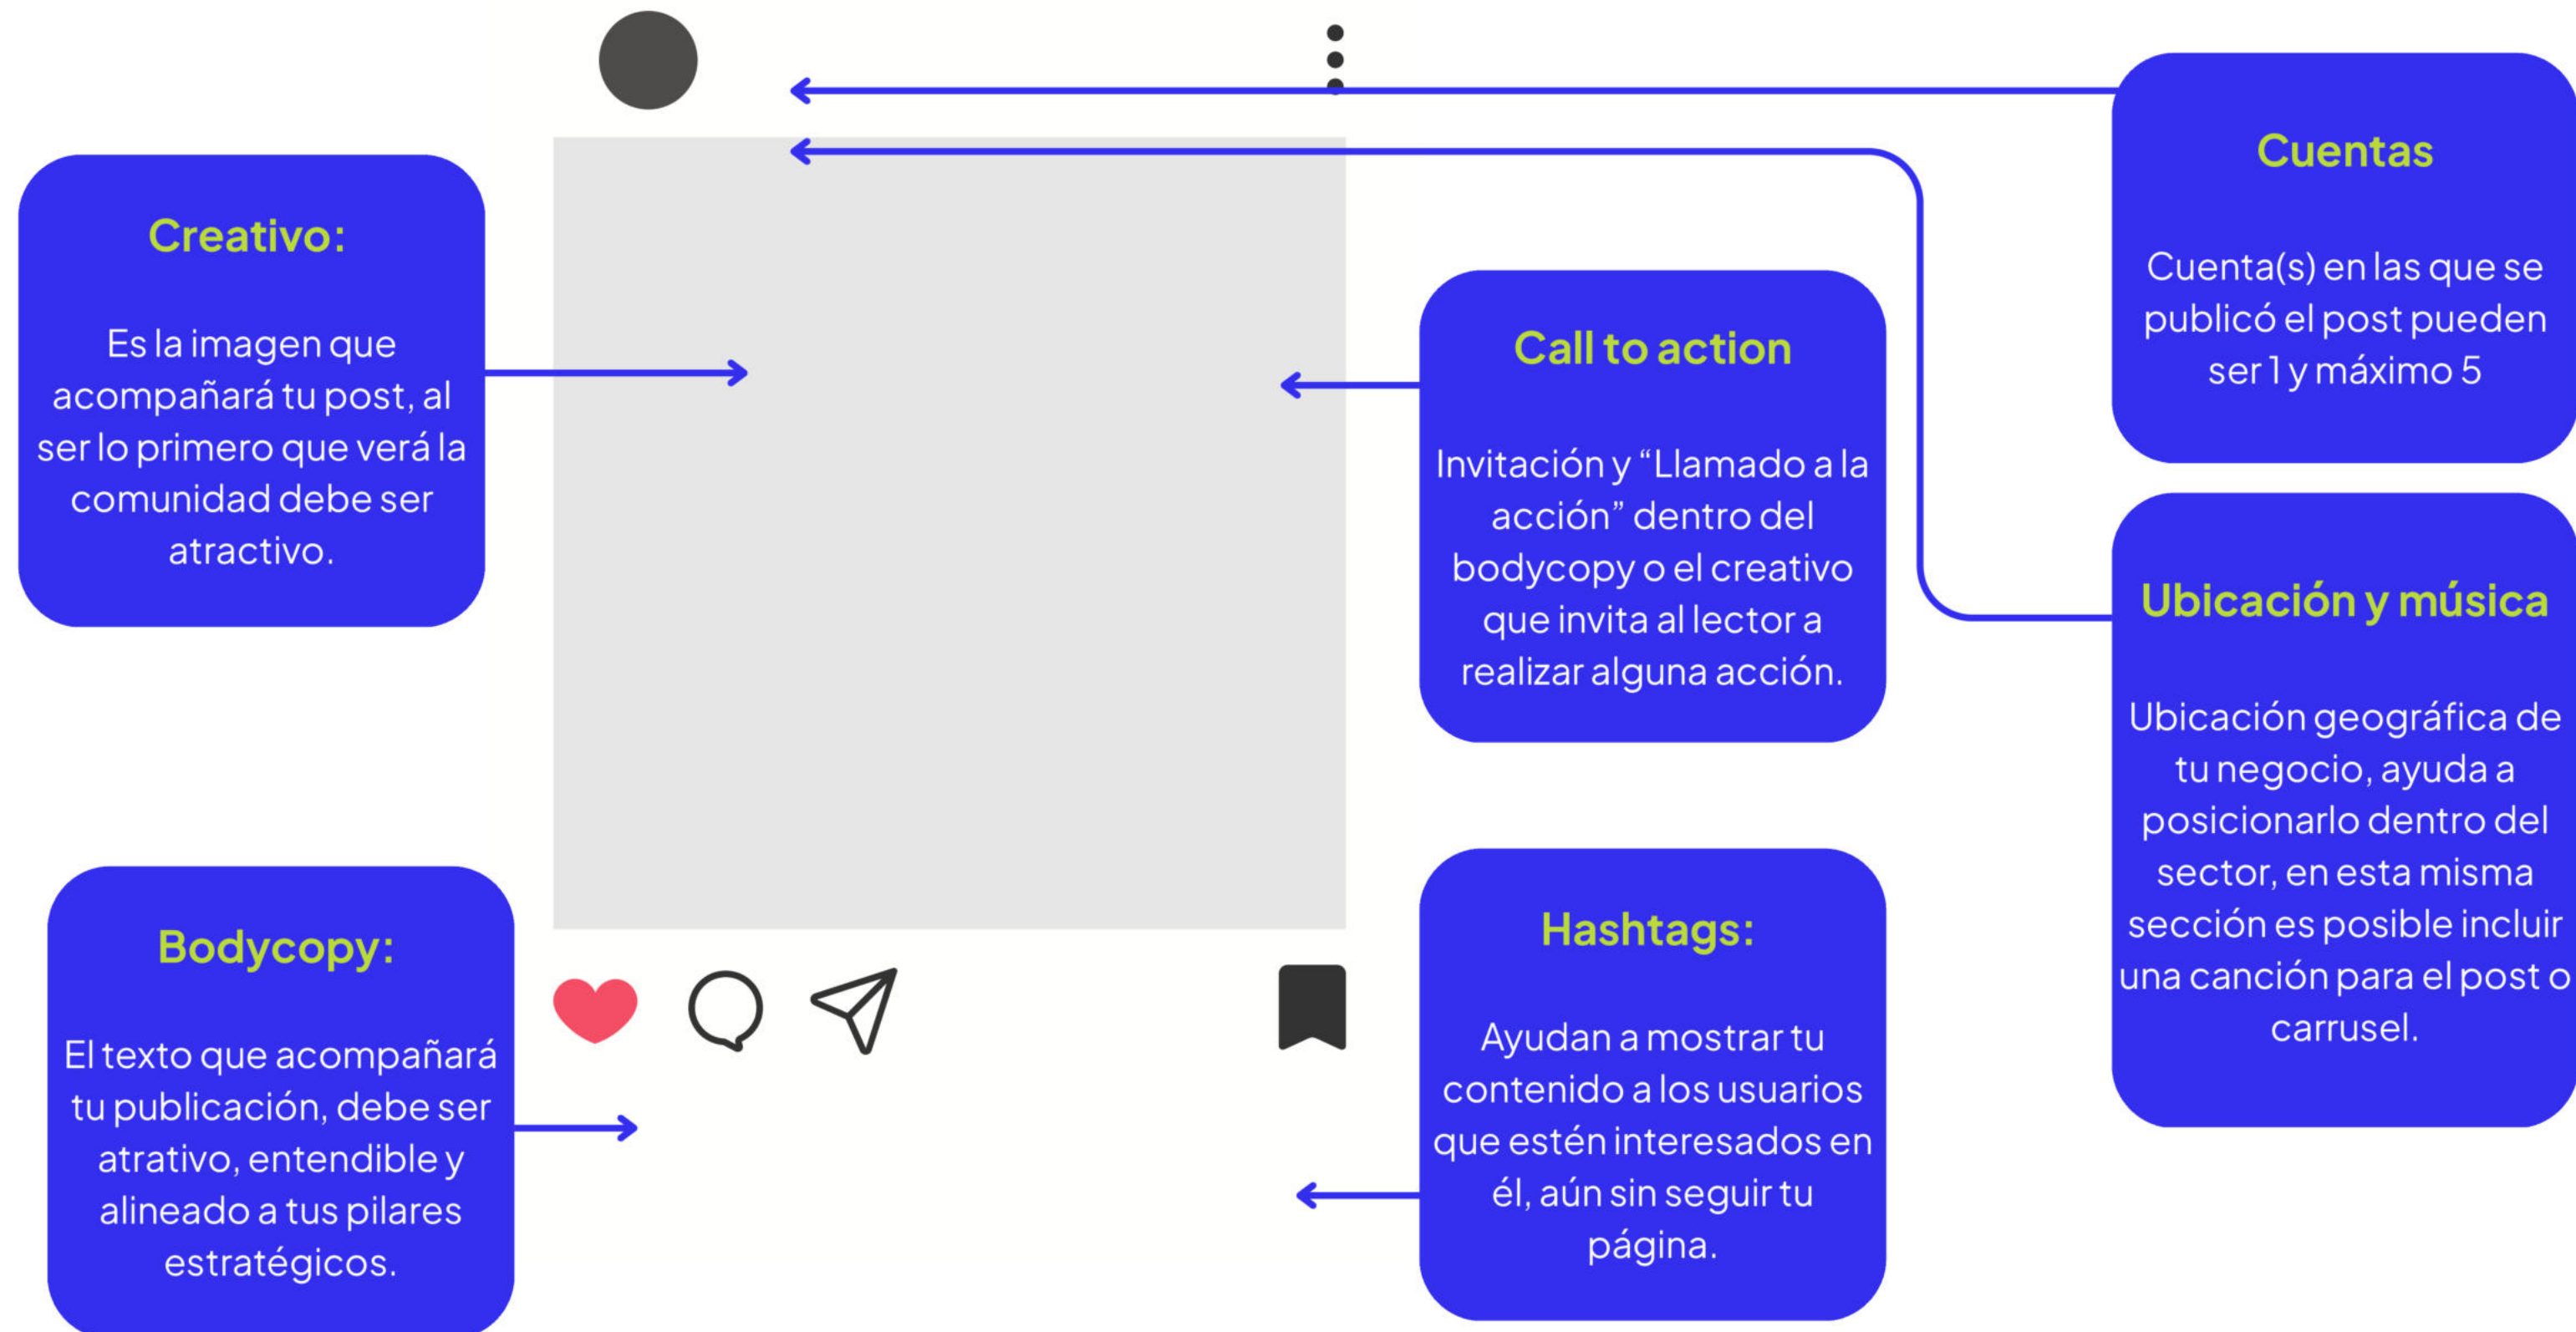 Creativo:
Es la imagen que
acompañará tu post, al
ser lo primero que verá la
comunidad debe ser
atractivo.
Bodycopy:
El texto que acompañará
tu publicación, debe ser
atrativo, entendible y
alineado a tus pilares
estratégicos.
Call to action
Invitación y “Llamado a la
acción” dentro del
bodycopy o el creativo
que invita al lector a
realizar alguna acción.
Hashtags:
Ayudan a mostrar tu
contenido a los usuarios
que estén interesados en
él, aún sin seguir tu
página.
Cuentas
Cuenta(s) en las que se
publicó el post pueden
ser 1 y máximo 5
Ubicación y música
Ubicación geográfica de
tu negocio, ayuda a
posicionarlo dentro del
sector, en esta misma
sección es posible incluir
una canción para el post o
carrusel.